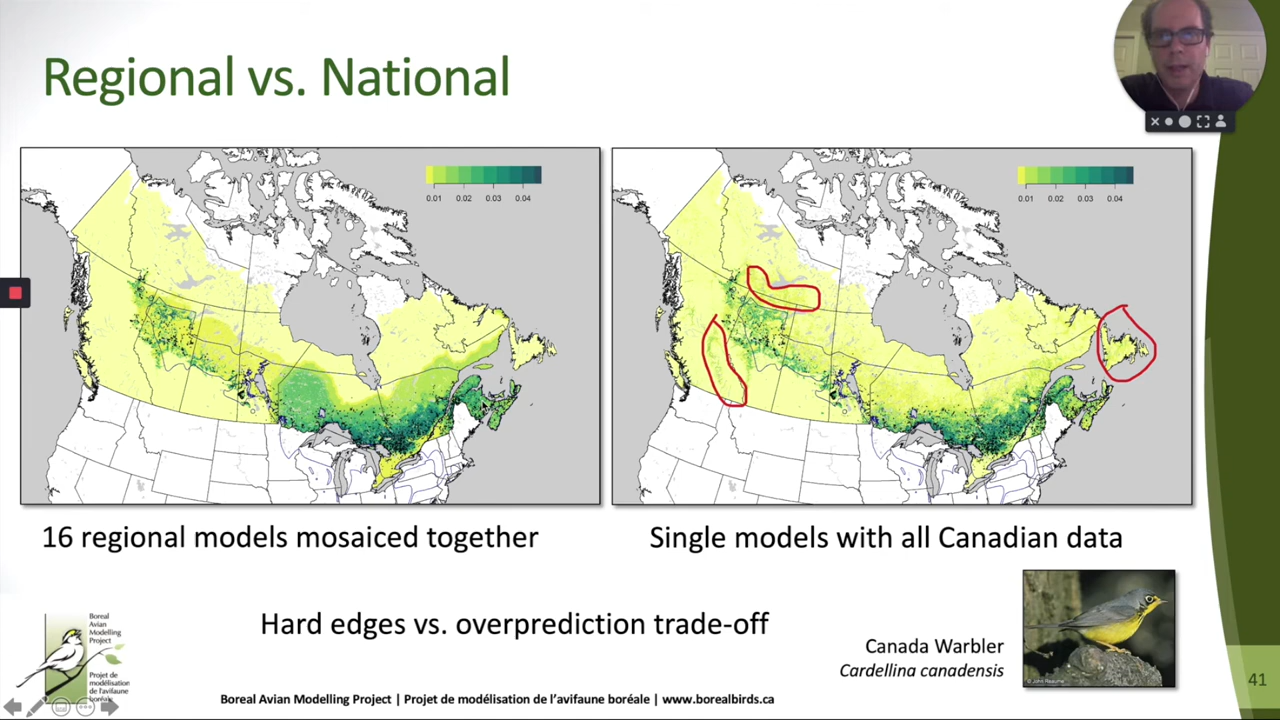 Regional vs. National
0.01 0.02 0.03 0.04
0.01 0.02 0.03 0.04
16 regional models mosaiced together
Single models with all Canadian data
Hard edges vs. overprediction trade-off
Canada Warbler
Cardellina canadensis
Boreal
Avian
Modelling
Project
Projet de
modélisation
de l'avifaune
boréale
Boreal Avian Modelling Project | Projet de modélisation de l'avifaune boréale | www.borealbirds.ca
41